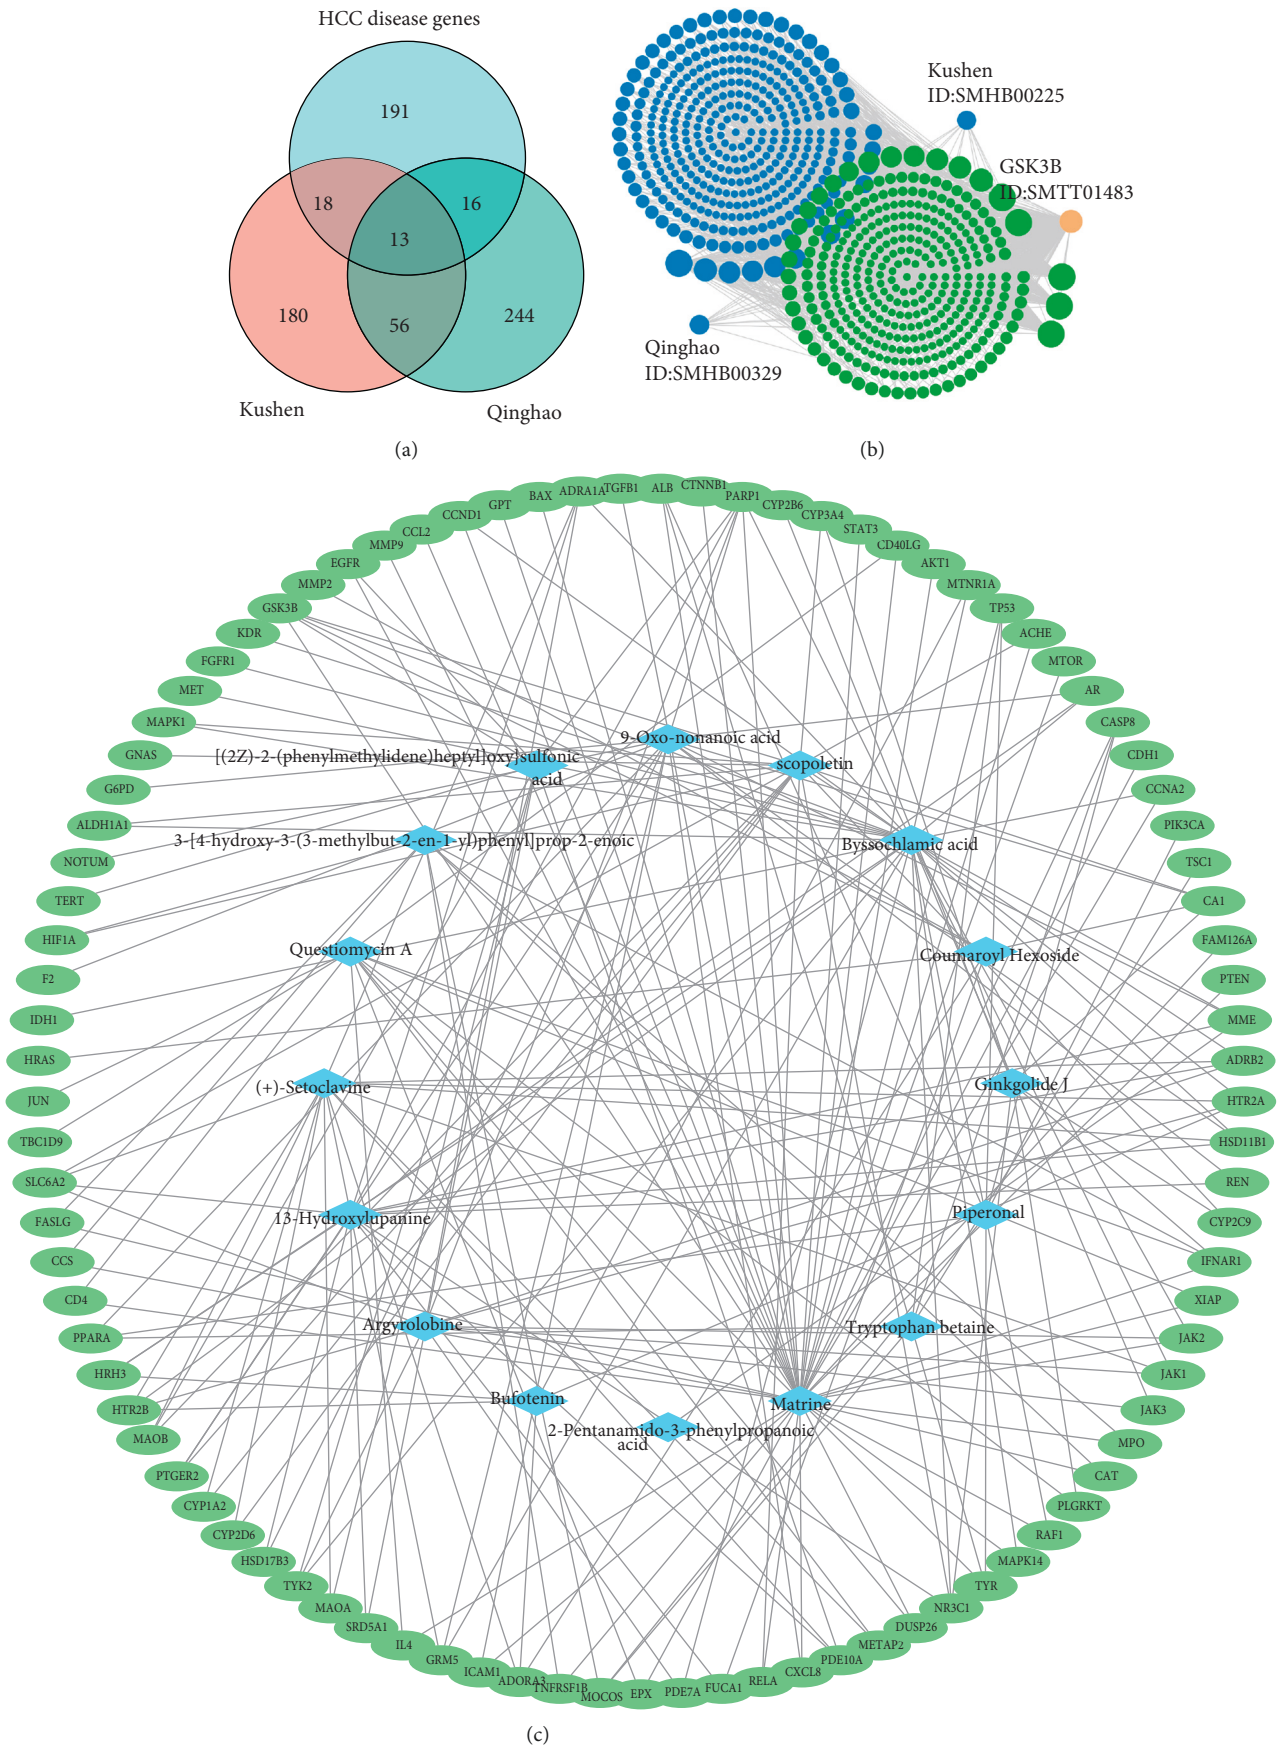 HCC disease genes
191
18
16
13
180
56
244
Kushen
Qinghao
(a)
Kushen
ID:SMHB00225
GSK3B
ID:SMTT01483
Qinghao
ID:SMHB00329
(b)
ADRA1A
TGFB1
ALB
CTNNB1
PARP1
CYP2B6
CYP3A4
STAT3
CD40LG
AKT1
MTNR1A
TP53
ACHE
MTOR
AR
CASP8
CDH1
CCNA2
PIK3CA
TSC1
CA1
FAM126A
PTEN
MME
ADRB2
HTR2A
HSD11B1
REN
CYP2C9
IFNAR1
XIAP
JAK2
JAK1
JAK3
MPO
CAT
PLGRKT
RAF1
MAPK14
TYR
NR3C1
DUSP26
METAP2
PDE10A
CXCL8
RELA
FUCA1
PDE7A
EPX
MOCOS
TNFRSF1B
ADORA3
ICAM1
GRM5
IL4
SRD5A1
MAOA
TYK2
HSD17B3
CYP2D6
CYP1A2
PTGER2
MAOB
HTR2B
HRH3
PPARA
CD4
CCS
FASLG
SLC6A2
TBC1D9
JUN
HRAS
IDH1
F2
HIF1A
TERT
NOTUM
ALDH1A1
G6PD
GNAS
MAPK1
MET
FGFR1
KDR
GSK3B
MMP2
EGFR
MMP9
CCL2
CCND1
GPT
BAX
9-Oxo-nonanoic acid
[(2Z)-2-(phenylmethylidene)heptyl]oxy]sulfonic
acid
scopoletin
3-[4-hydroxy-3-(3-methylbut-2-en-1-yl)phenyl]prop-2-enoic
Byssochlamic acid
Questiomycin A
Coumaroyl Hexoside
(+)-Setoclavine
Ginkgolide J
13-Hydroxylupanine
Piperonal
Argyrolobine
Tryptophan betaine
Bufotenin
Matrine
2-Pentanamido-3-phenylpropanoic
acid
(c)